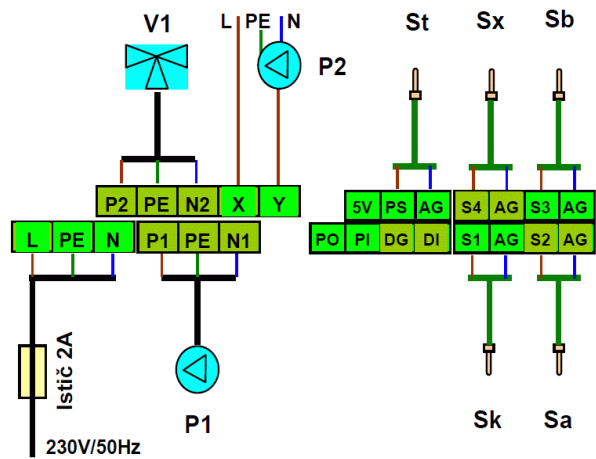 V1
L PE N
P2
St Sx Sb
P2 PE N2 X Y
5V PS AG S4 AG S3 AG
L PE N P1 PE N1
PO PI DG DI S1 AG S2 AG
Istič 2A
P1
Sk Sa
230V/50Hz